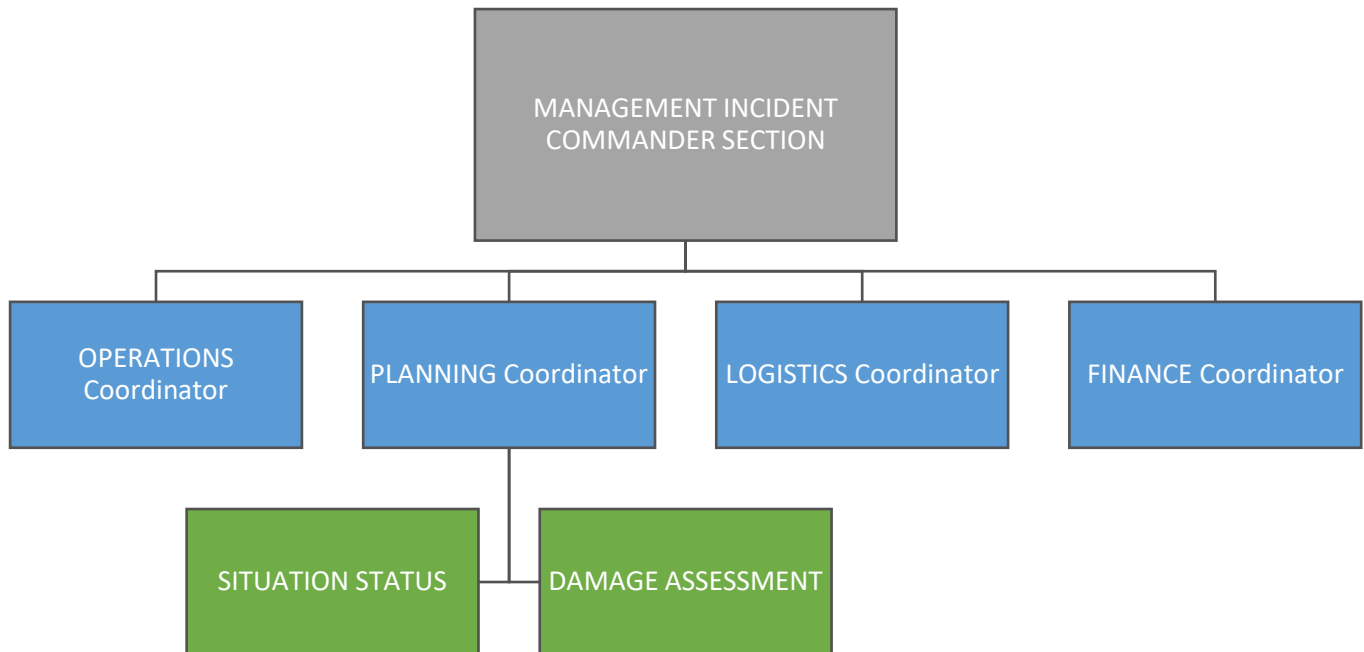 MANAGEMENT INCIDENT
COMMANDER SECTION
OPERATIONS
Coordinator
PLANNING Coordinator
LOGISTICS Coordinator
FINANCE Coordinator
SITUATION STATUS
DAMAGE ASSESSMENT